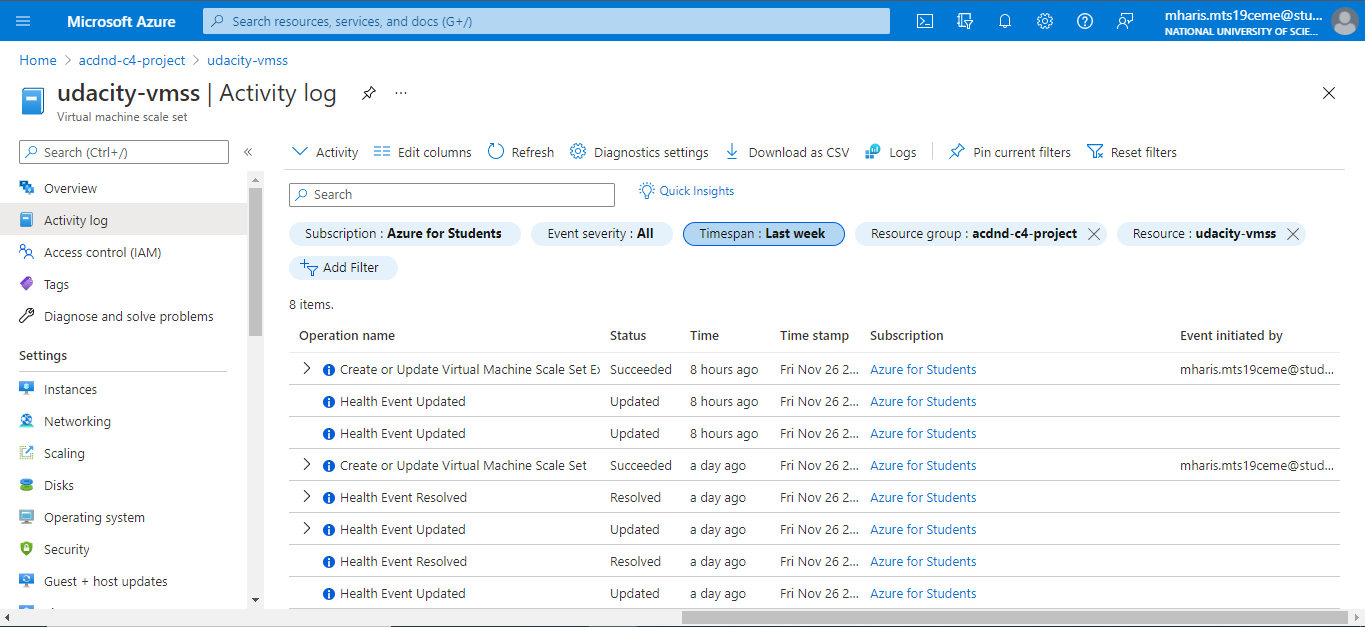 Microsoft Azure
Search resources, services, and docs (G+/)
mharis.mts19ceme@stu...
NATIONAL UNIVERSITY OF SCIE...
Home > acdnd-c4-project > udacity-vmss
udacity-vmss | Activity log
Virtual machine scale set
Search (Ctrl+/)
Overview
Activity log
Access control (IAM)
Tags
Diagnose and solve problems
Settings
Instances
Networking
Scaling
Disks
Operating system
Security
Guest + host updates
Activity Edit columns Refresh Diagnostics settings Download as CSV Logs Pin current filters Reset filters
Search Quick Insights
Subscription : Azure for Students Event severity : All Timespan : Last week Resource group : acdnd-c4-project Resource : udacity-vmss
Add Filter
8 items.
Operation name Status Time Time stamp Subscription Event initiated by
Create or Update Virtual Machine Scale Set Ex Succeeded 8 hours ago Fri Nov 26 2... Azure for Students mharis.mts19ceme@stud...
Health Event Updated Updated 8 hours ago Fri Nov 26 2... Azure for Students
Health Event Updated Updated 8 hours ago Fri Nov 26 2... Azure for Students
Create or Update Virtual Machine Scale Set Succeeded a day ago Fri Nov 26 2... Azure for Students mharis.mts19ceme@stud...
Health Event Resolved Resolved a day ago Fri Nov 26 2... Azure for Students
Health Event Updated Updated a day ago Fri Nov 26 2... Azure for Students
Health Event Resolved Resolved a day ago Fri Nov 26 2... Azure for Students
Health Event Updated Updated a day ago Fri Nov 26 2... Azure for Students